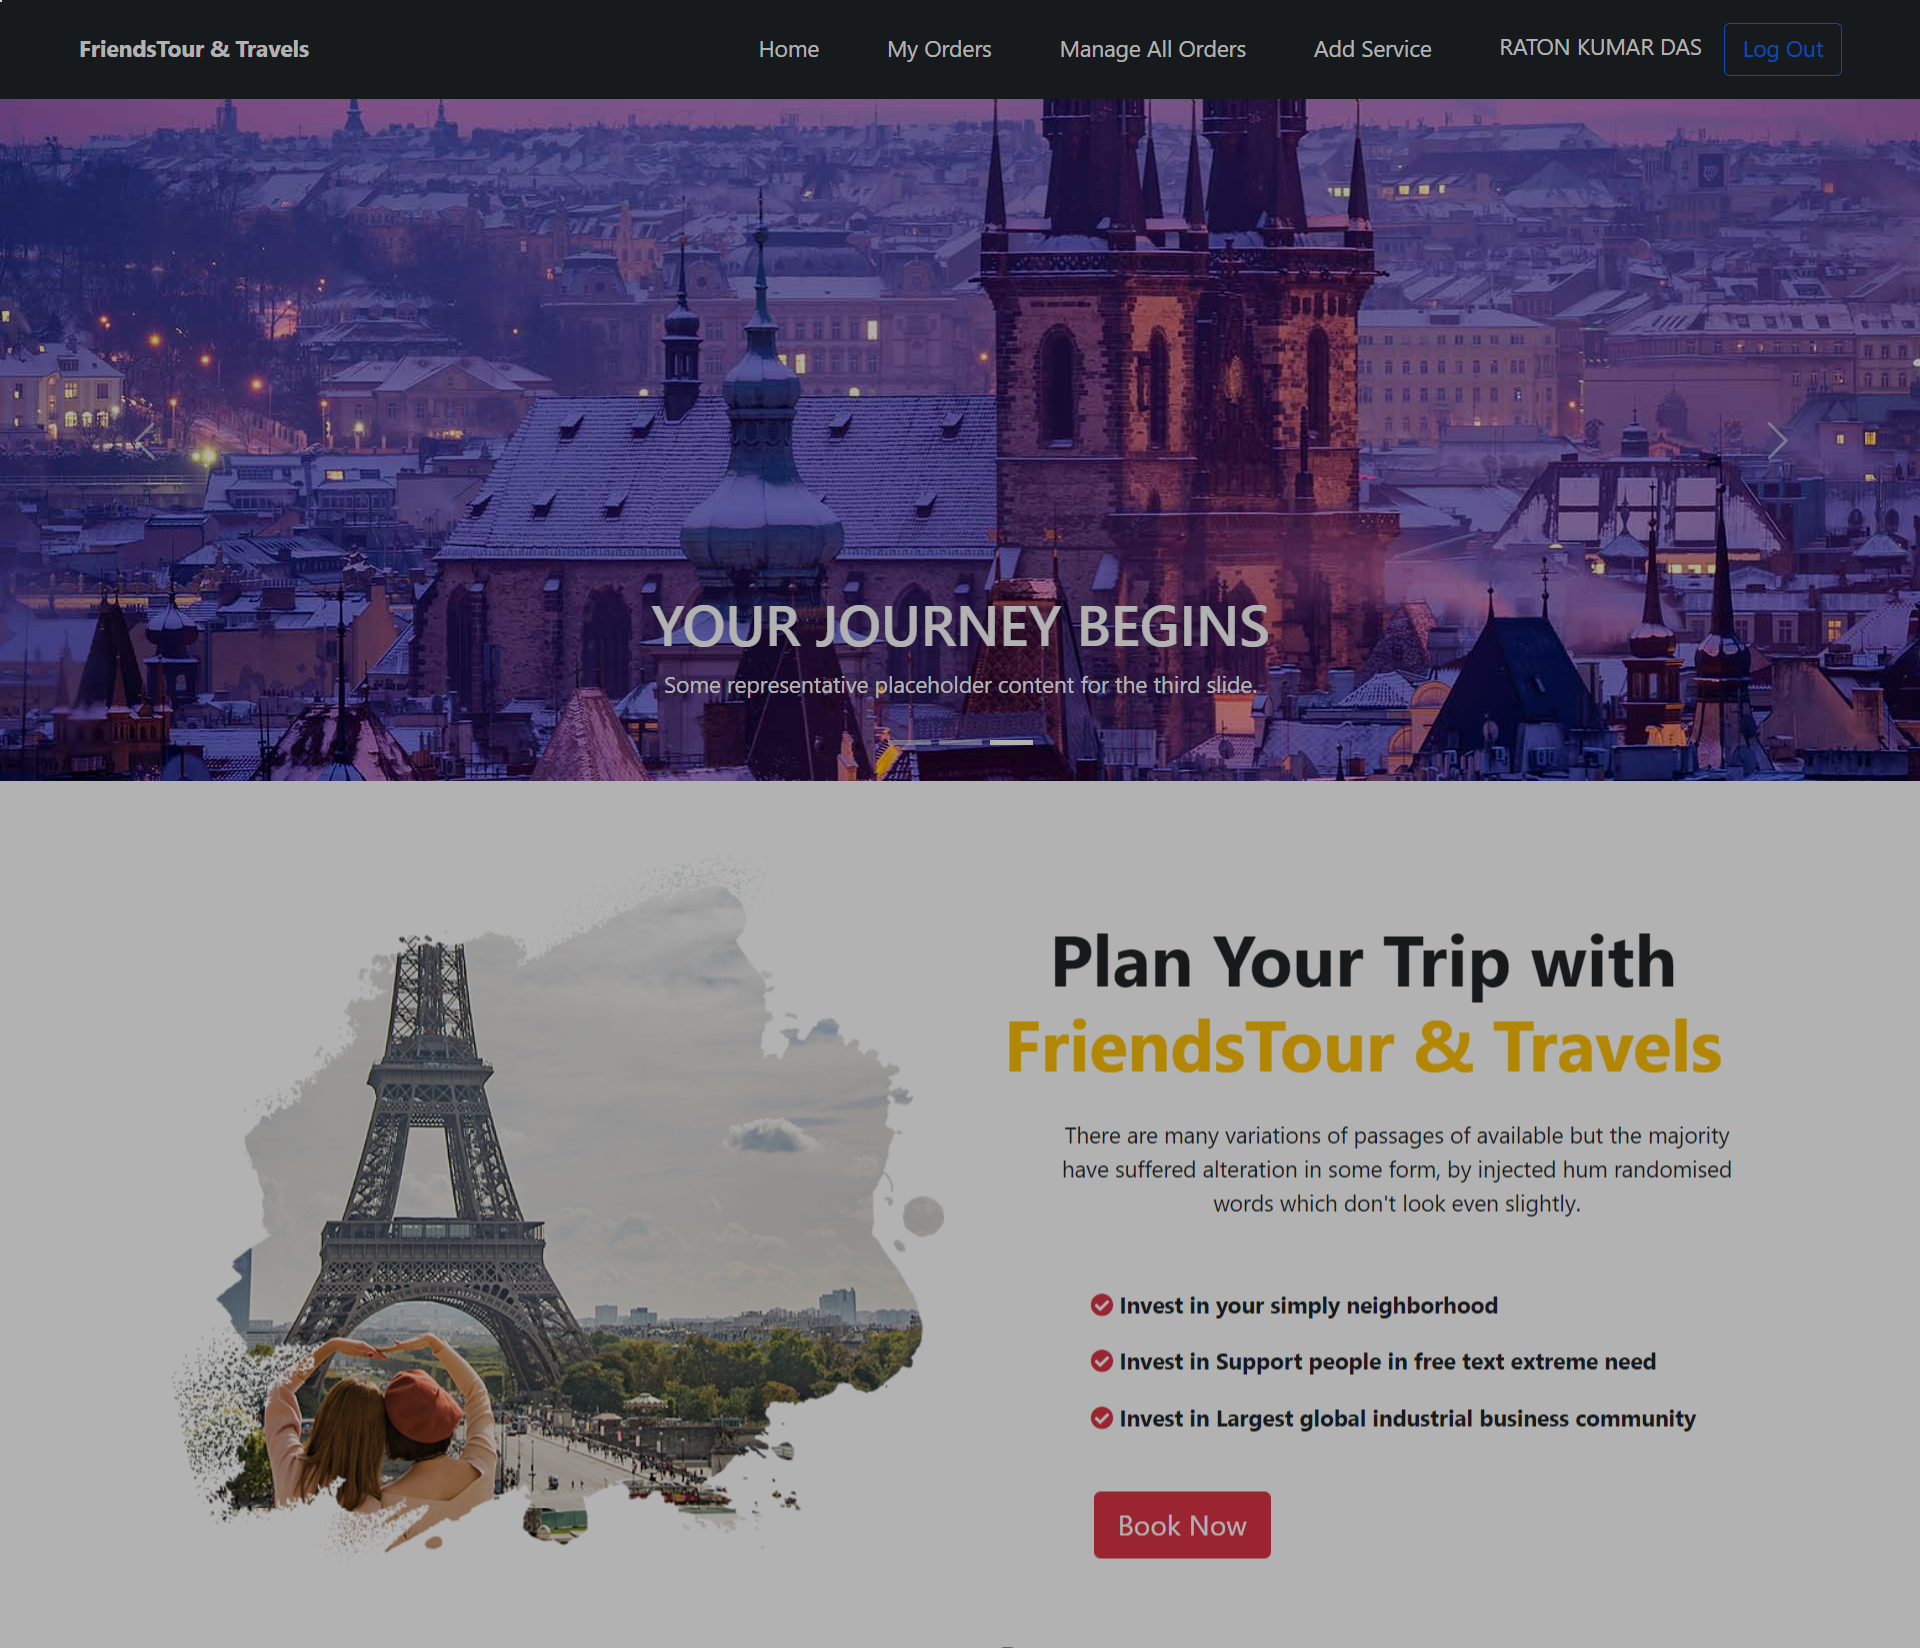 FriendsTour & Travels
Home
My Orders
Manage All Orders
Add Service
RATON KUMAR DAS
Log Out
YOUR JOURNEY BEGINS
Some representative placeholder content for the third slide.
Plan Your Trip with
FriendsTour & Travels
There are many variations of passages of available but the majority
have suffered alteration in some form, by injected hum randomised
words which don't look even slightly.
Invest in your simply neighborhood
Invest in Support people in free text extreme need
Invest in Largest global industrial business community
Book Now